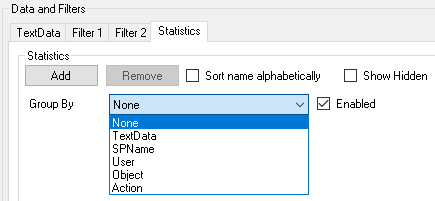 Data and Filters
TextData Filter 1 Filter 2 Statistics
Statistics
Add Remove Sort name alphabetically Show Hidden
Group By None Enabled
None
TextData
SPName
User
Object
Action